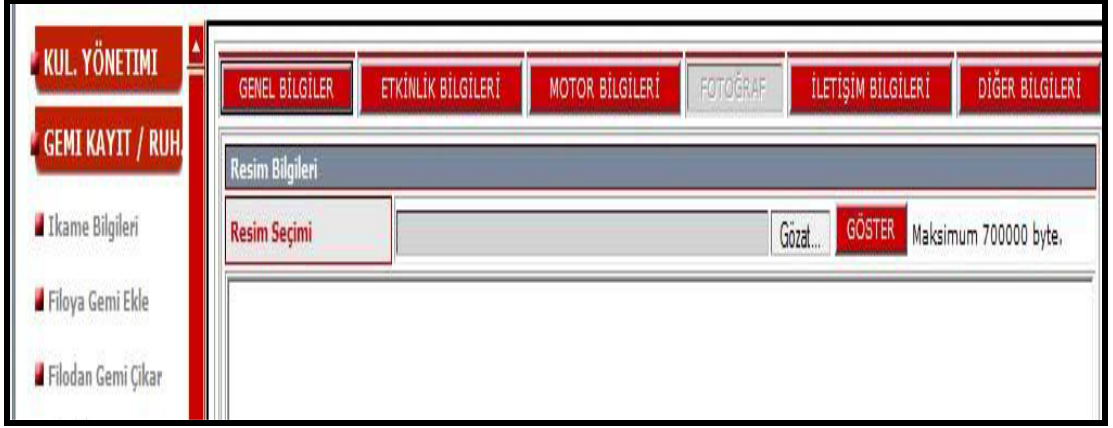 KUL. YÖNETIMI
GEMI KAYIT / RUH.
Ikame Bilgileri
Filoya Gemi Ekle
Filodan Gemi Çikar
GENEL BİLGİLER ETKİNLİK BİLGİLERİ MOTOR BİLGİLERİ FOTOĞRAF İLETİŞİM BİLGİLERİ DİĞER BİLGİLERİ
Resim Bilgileri
Resim Seçimi Gözat... GÖSTER Maksimum 700000 byte.